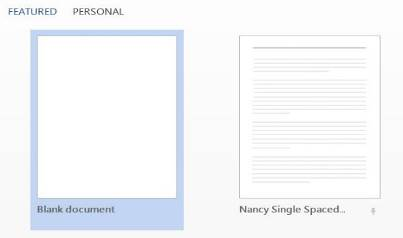 FEATURED PERSONAL
Blank document
Nancy Single Spaced...